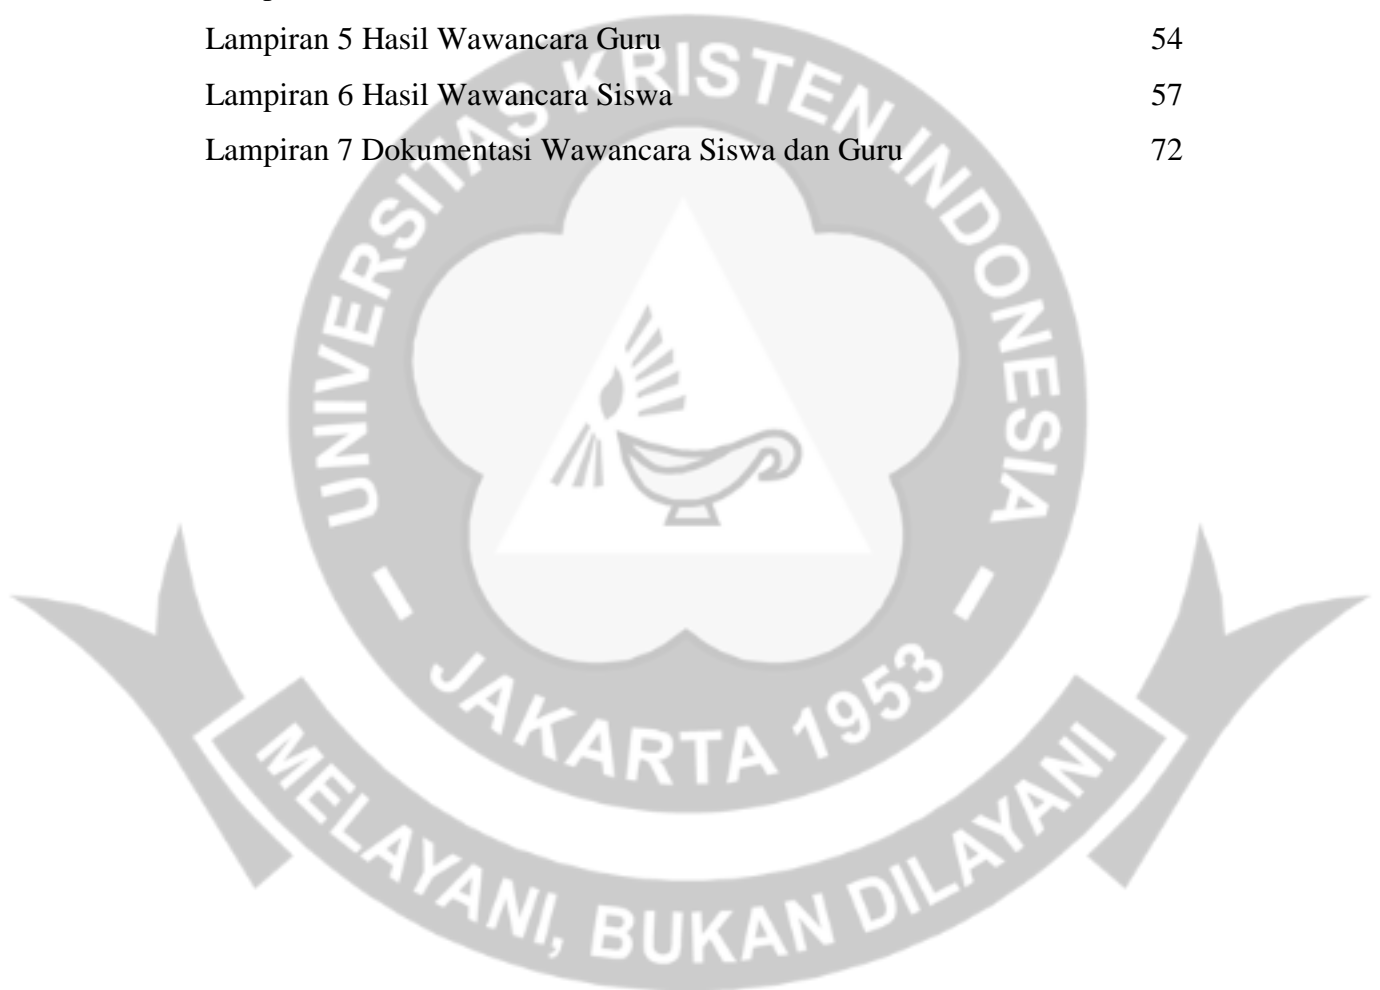 Lampiran 5 Hasil Wawancara Guru 54
Lampiran 6 Hasil Wawancara Siswa 57
Lampiran 7 Dokumentasi Wawancara Siswa dan Guru 72
UNIVERSITAS KRISTEN INDONESIA
JAKARTA 1953
MELAYANI, BUKAN DILAYANI